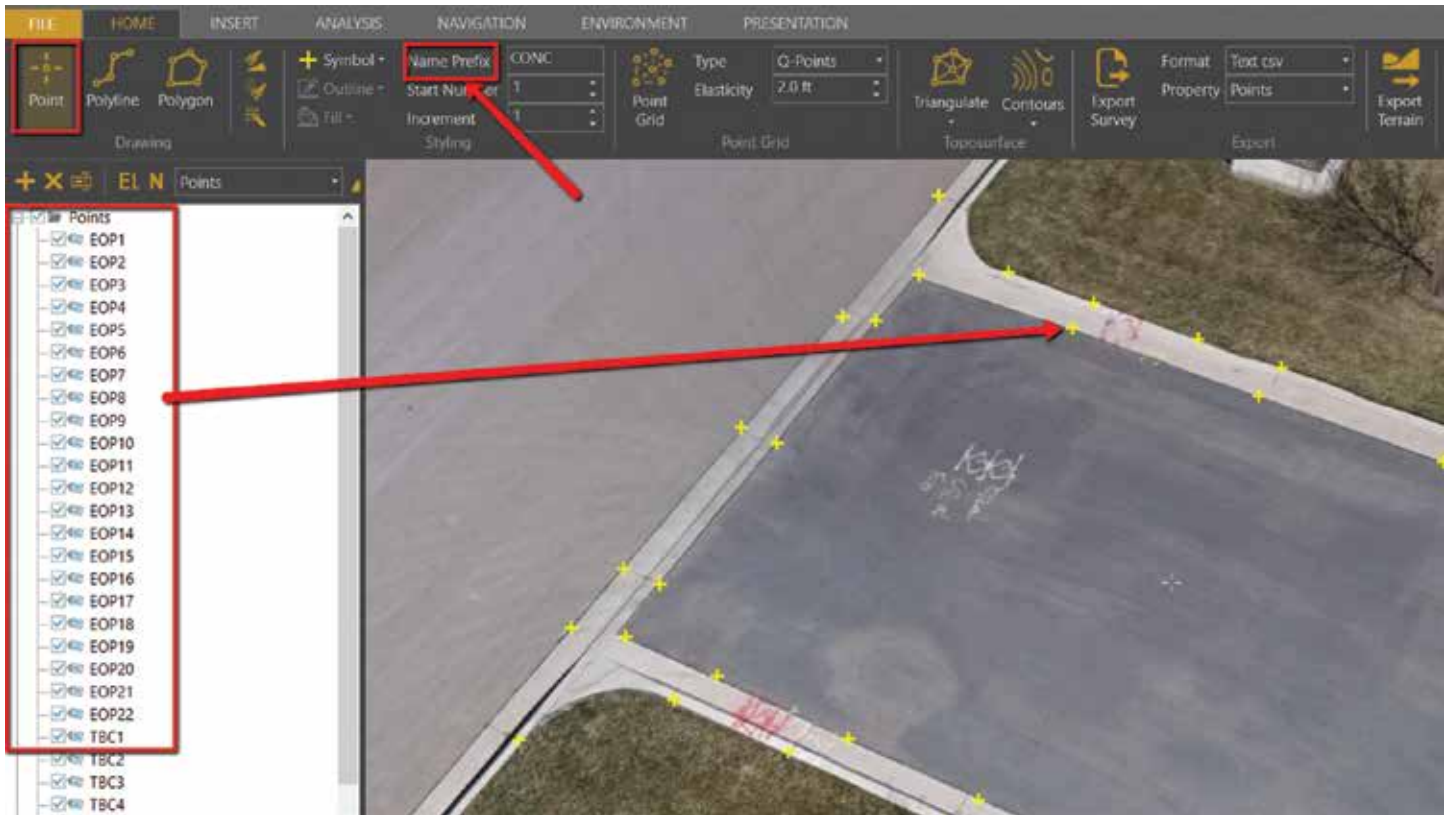 FILE HOME INSERT ANALYSIS NAVIGATION ENVIRONMENT PRESENTATION
Symbol Name Prefix CONC Type Q-Points Format Text csv
Point Polyline Polygon Outline Start Number 1 Point Grid Elasticity 2.0 ft Triangulate Contours Export Survey Property Points Export Terrain
Fill Increment 1
Drawing Styling Point Grid Toposurface Export
EL N Points
Points
EOP1
EOP2
EOP3
EOP4
EOP5
EOP6
EOP7
EOP8
EOP9
EOP10
EOP11
EOP12
EOP13
EOP14
EOP15
EOP16
EOP17
EOP18
EOP19
EOP20
EOP21
EOP22
TBC1
TBC2
TBC3
TBC4